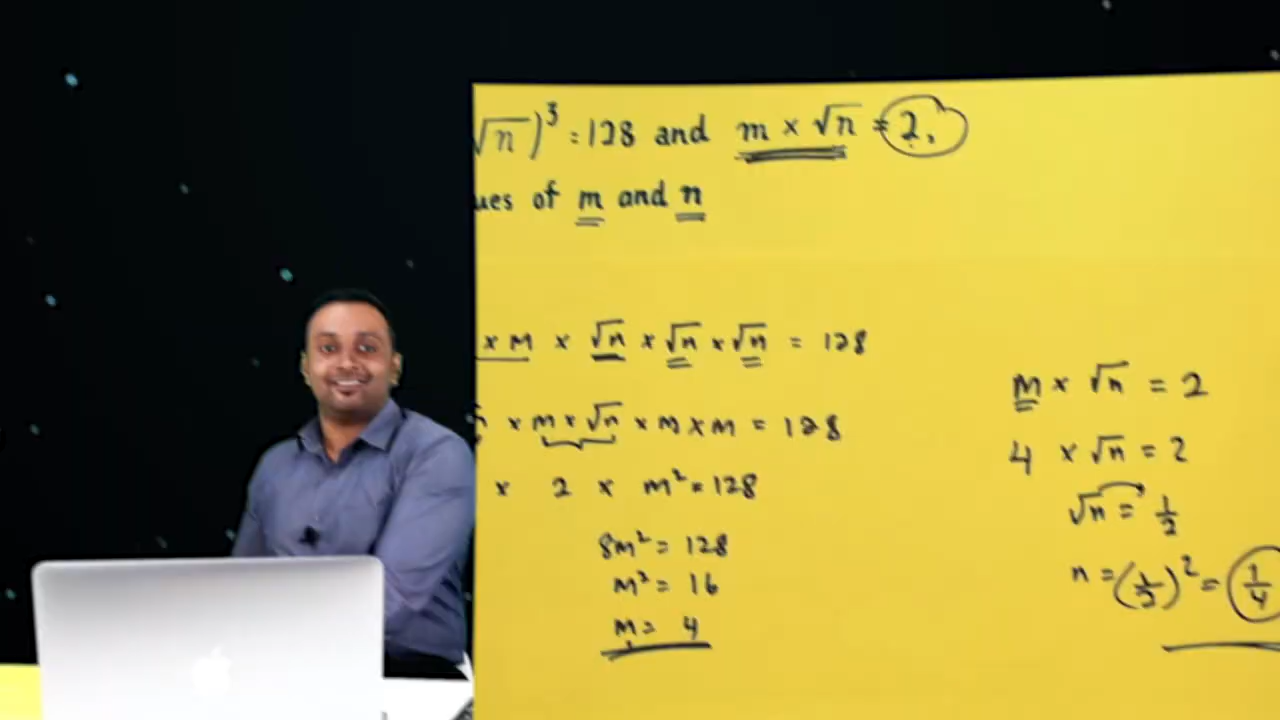 √n)³ = 128 and m × √n = 2,
ues of m and n
× m × √n × √n × √n = 128
× m × √n × m × m = 128
× 2 × m² = 128
8m² = 128
m² = 16
m = 4
m × √n = 2
4 × √n = 2
√n = 1/2
n = (1/2)² = 1/4